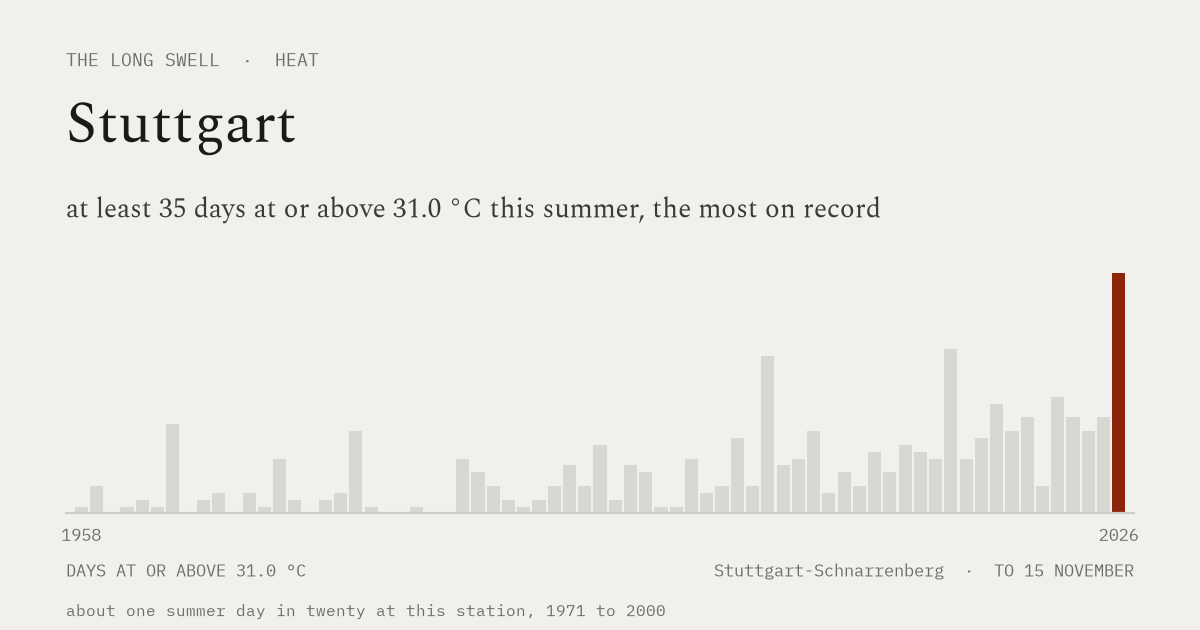 THE LONG SWELL · HEAT
Stuttgart
at least 35 days at or above 31.0 °C this summer, the most on record
1958
2026
DAYS AT OR ABOVE 31.0 °C
Stuttgart-Schnarrenberg · TO 15 NOVEMBER
about one summer day in twenty at this station, 1971 to 2000